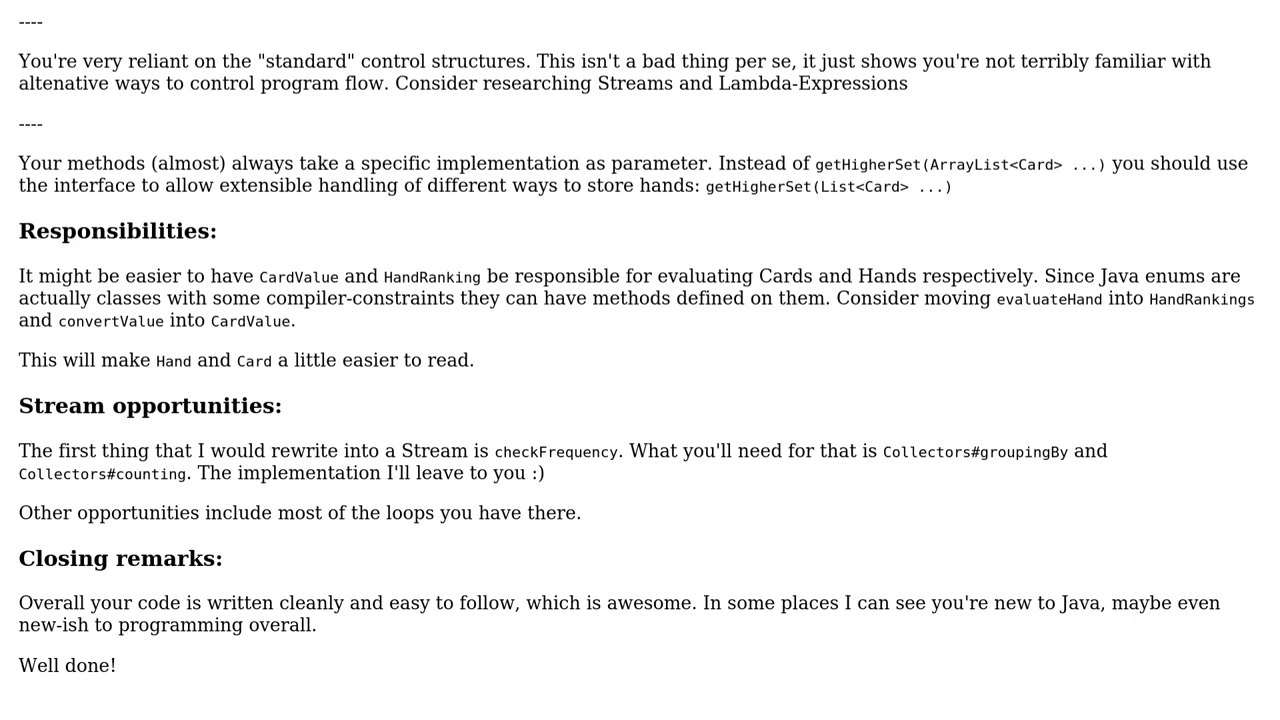 ----
You're very reliant on the "standard" control structures. This isn't a bad thing per se, it just shows you're not terribly familiar with
altenative ways to control program flow. Consider researching Streams and Lambda-Expressions
----
Your methods (almost) always take a specific implementation as parameter. Instead of getHigherSet(ArrayList<Card> ...) you should use
the interface to allow extensible handling of different ways to store hands: getHigherSet(List<Card> ...)
Responsibilities:
It might be easier to have CardValue and HandRanking be responsible for evaluating Cards and Hands respectively. Since Java enums are
actually classes with some compiler-constraints they can have methods defined on them. Consider moving evaluateHand into HandRankings
and convertValue into CardValue.
This will make Hand and Card a little easier to read.
Stream opportunities:
The first thing that I would rewrite into a Stream is checkFrequency. What you'll need for that is Collectors#groupingBy and
Collectors#counting. The implementation I'll leave to you :)
Other opportunities include most of the loops you have there.
Closing remarks:
Overall your code is written cleanly and easy to follow, which is awesome. In some places I can see you're new to Java, maybe even
new-ish to programming overall.
Well done!